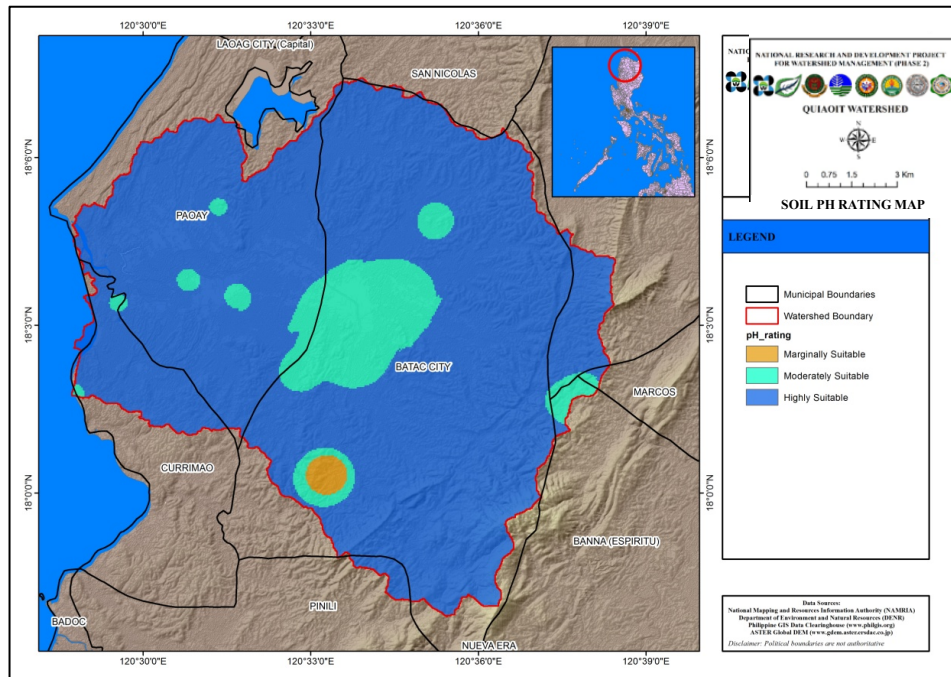 120°30'0"E
120°33'0"E
120°36'0"E
120°39'0"E
LAOAG CITY (Capital)
SAN NICOLAS
18°6'0"N
18°6'0"N
PAOAY
18°3'0"N
18°3'0"N
BATAC CITY
MARCOS
CURRIMAO
18°0'0"N
18°0'0"N
BANNA (ESPIRITU)
PINILI
BADOC
NUEVA ERA
120°30'0"E
120°33'0"E
120°36'0"E
120°39'0"E
NATIONAL RESEARCH AND DEVELOPMENT PROJECT
FOR WATERSHED MANAGEMENT (PHASE 2)
QUIAOIT WATERSHED
N
W
E
S
0 0.75 1.5 3 Km
SOIL PH RATING MAP
LEGEND
Municipal Boundaries
Watershed Boundary
pH_rating
Marginally Suitable
Moderately Suitable
Highly Suitable
Data Sources:
National Mapping and Resources Information Authority (NAMRIA)
Department of Environment and Natural Resources (DENR)
Philippine GIS Data Clearinghouse (www.philgis.org)
ASTER Global DEM (www.gdem.aster.ersdac.co.jp)
Disclaimer: Political boundaries are not authoritative